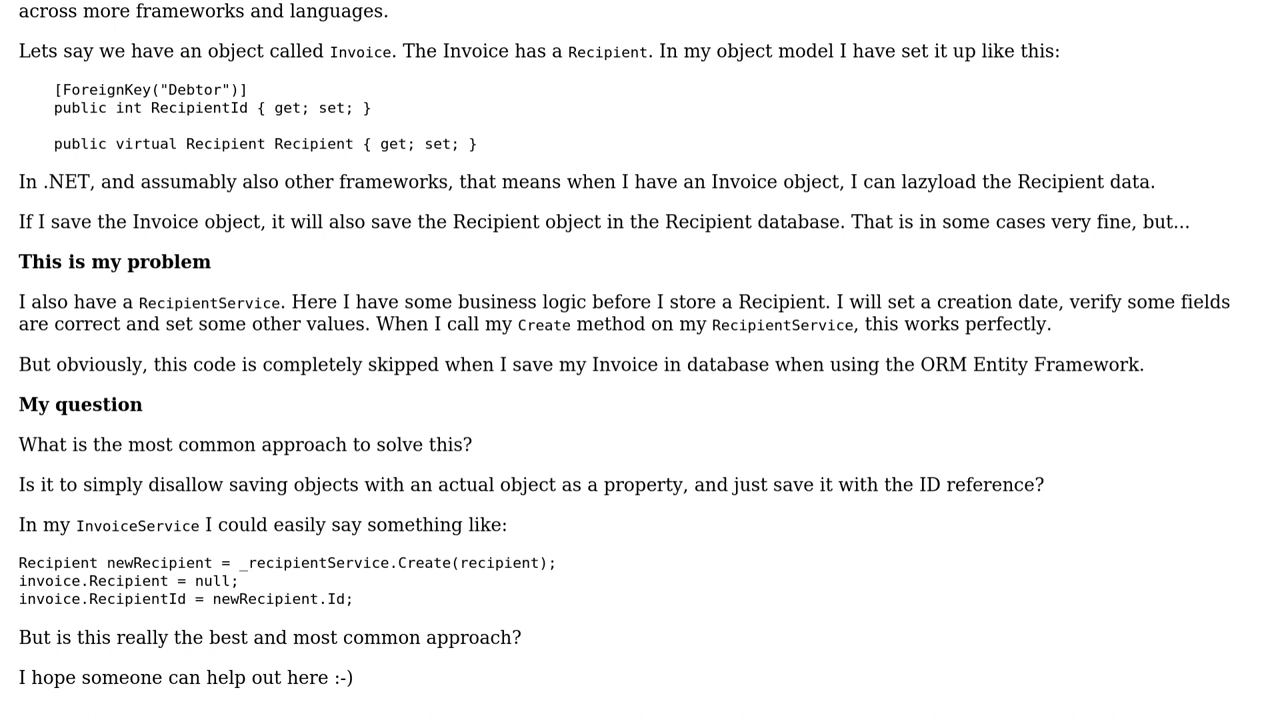 across more frameworks and languages.
Lets say we have an object called Invoice. The Invoice has a Recipient. In my object model I have set it up like this:
[ForeignKey("Debtor")]
public int RecipientId { get; set; }
public virtual Recipient Recipient { get; set; }
In .NET, and assumably also other frameworks, that means when I have an Invoice object, I can lazyload the Recipient data.
If I save the Invoice object, it will also save the Recipient object in the Recipient database. That is in some cases very fine, but...
This is my problem
I also have a RecipientService. Here I have some business logic before I store a Recipient. I will set a creation date, verify some fields
are correct and set some other values. When I call my Create method on my RecipientService, this works perfectly.
But obviously, this code is completely skipped when I save my Invoice in database when using the ORM Entity Framework.
My question
What is the most common approach to solve this?
Is it to simply disallow saving objects with an actual object as a property, and just save it with the ID reference?
In my InvoiceService I could easily say something like:
Recipient newRecipient = _recipientService.Create(recipient);
invoice.Recipient = null;
invoice.RecipientId = newRecipient.Id;
But is this really the best and most common approach?
I hope someone can help out here :-)